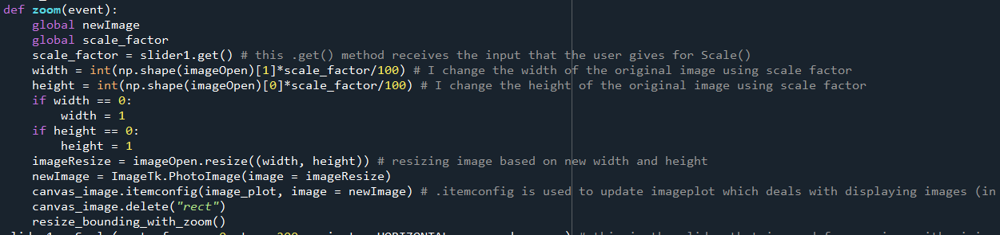 def zoom(event):
    global newImage
    global scale_factor
    scale_factor = slider1.get() # this .get() method receives the input that the user gives for Scale()
    width = int(np.shape(imageOpen)[1]*scale_factor/100) # I change the width of the original image using scale factor
    height = int(np.shape(imageOpen)[0]*scale_factor/100) # I change the height of the original image using scale factor
    if width == 0:
        width = 1
    if height == 0:
        height = 1
    imageResize = imageOpen.resize((width, height)) # resizing image based on new width and height
    newImage = ImageTk.PhotoImage(image = imageResize)
    canvas_image.itemconfig(image_plot, image = newImage) # .itemconfig is used to update imageplot which deals with displaying images (in
    canvas_image.delete("rect")
    resize_bounding_with_zoom()